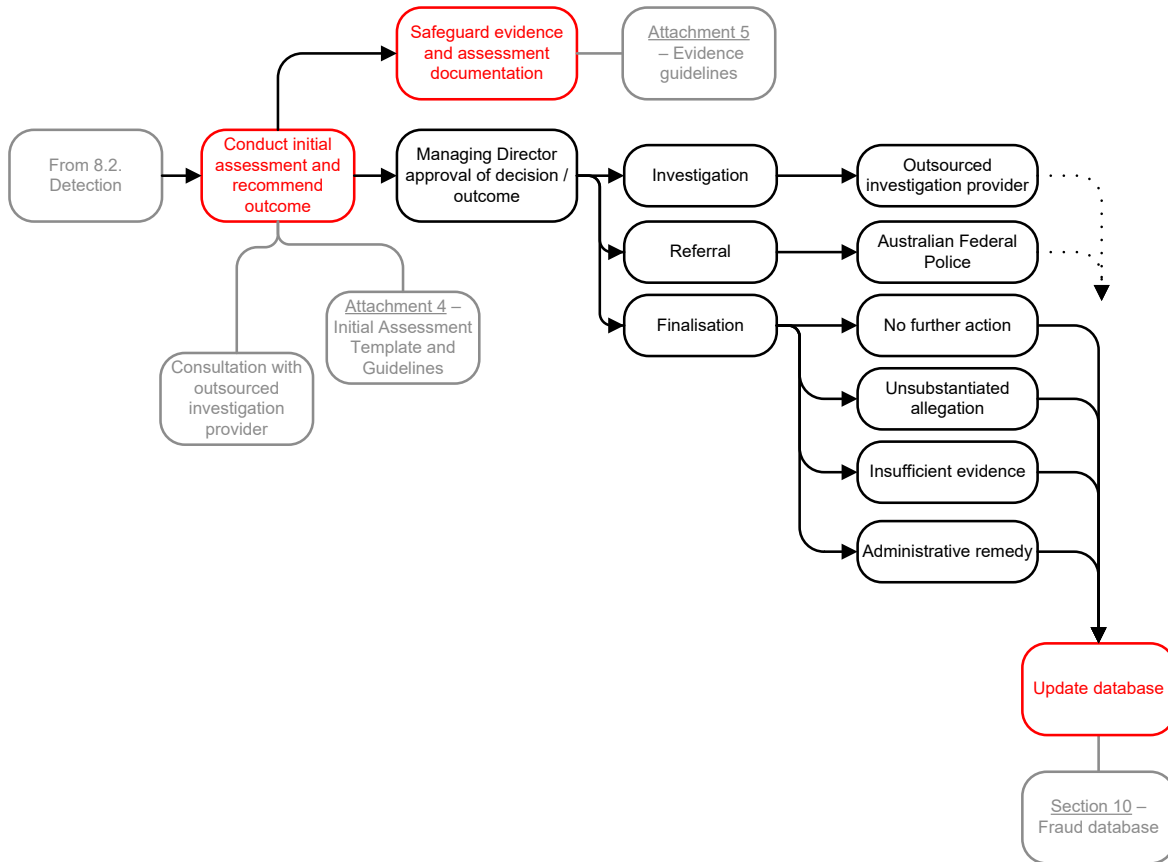 Safeguard evidence
and assessment
documentation
Attachment 5
– Evidence
guidelines
From 8.2.
Detection
Conduct initial
assessment and
recommend
outcome
Managing Director
approval of decision /
outcome
Investigation
Outsourced
investigation provider
Referral
Australian Federal
Police
Attachment 4 –
Initial Assessment
Template and
Guidelines
Consultation with
outsourced
investigation
provider
Finalisation
No further action
Unsubstantiated
allegation
Insufficient evidence
Administrative remedy
Update database
Section 10 –
Fraud database